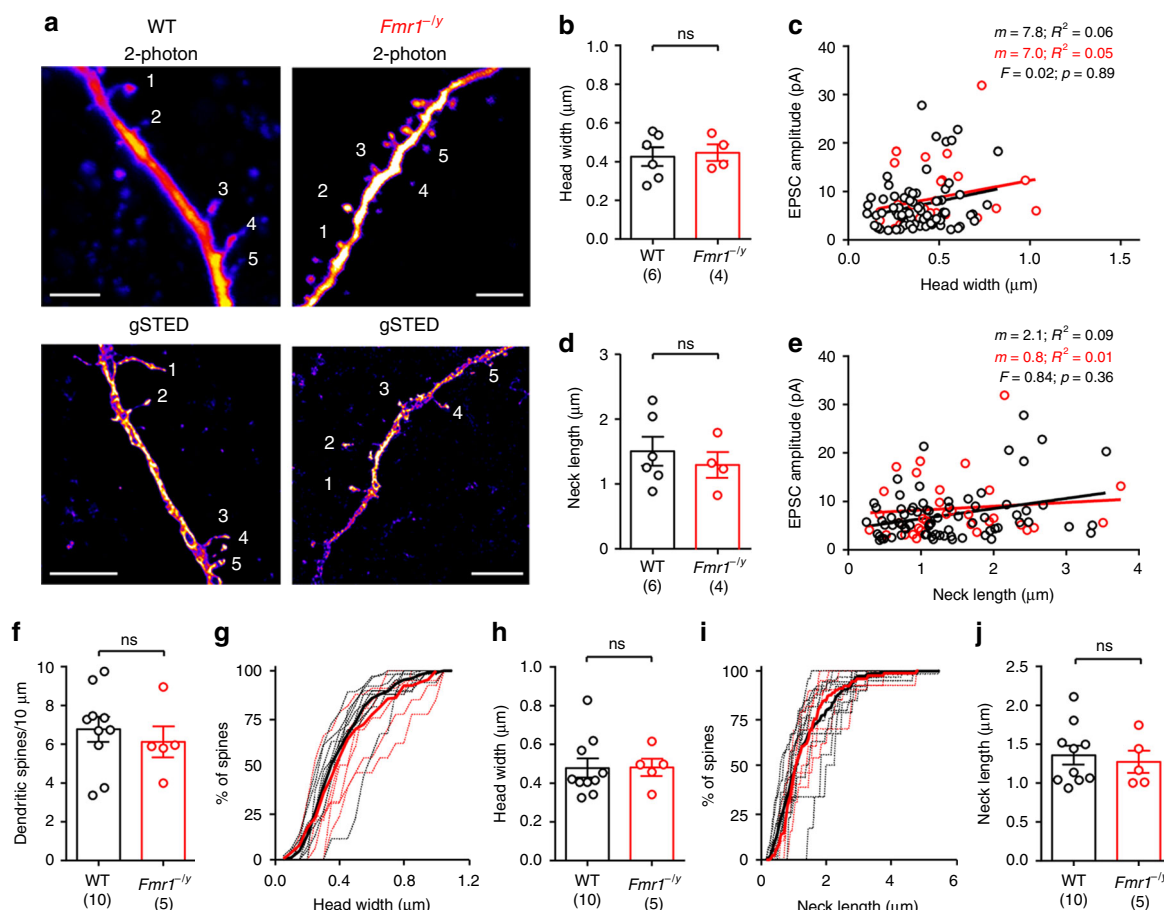 a
WT
2-photon
Fmr1⁻/ʸ
2-photon
1
2
3
4
5
3
5
2
4
1
gSTED
gSTED
1
2
3
4
5
5
3
4
2
1
b
ns
Head width (μm)
1.0
0.8
0.6
0.4
0.2
0.0
WT
(6)
Fmr1⁻/ʸ
(4)
c
m = 7.8; R² = 0.06
m = 7.0; R² = 0.05
F = 0.02; p = 0.89
EPSC amplitude (pA)
40
30
20
10
0
0.0 0.5 1.0 1.5
Head width (μm)
d
ns
Neck length (μm)
3
2
1
0
WT
(6)
Fmr1⁻/ʸ
(4)
e
m = 2.1; R² = 0.09
m = 0.8; R² = 0.01
F = 0.84; p = 0.36
EPSC amplitude (pA)
40
30
20
10
0
0 1 2 3 4
Neck length (μm)
f
ns
Dendritic spines/10 μm
10
8
6
4
2
0
WT
(10)
Fmr1⁻/ʸ
(5)
g
% of spines
100
75
50
25
0
0.0 0.4 0.8 1.2
Head width (μm)
h
ns
Head width (μm)
1.0
0.8
0.6
0.4
0.2
0.0
WT
(10)
Fmr1⁻/ʸ
(5)
i
% of spines
100
75
50
25
0
0 2 4 6
Neck length (μm)
j
ns
Neck length (μm)
2.5
2.0
1.5
1.0
0.5
0.0
WT
(10)
Fmr1⁻/ʸ
(5)